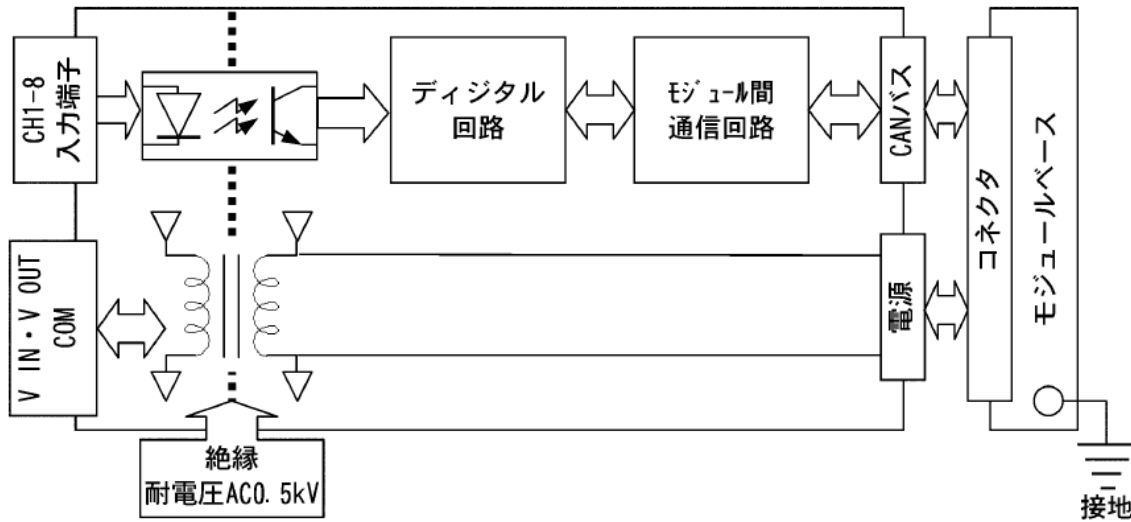 CH1-8
入力端子
ディジタル
回路
ﾓｼﾞｭｰﾙ間
通信回路
CANバス
コネクタ
モジュールベース
V IN・V OUT
COM
電源
絶縁
耐電圧AC0.5kV
接地